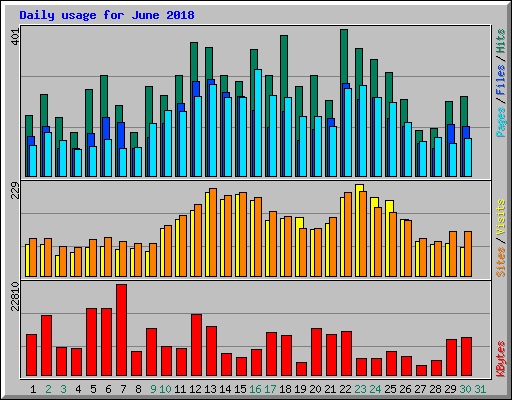 Daily usage for June 2018
401
Pages / Files / Hits
229
Sites / Visits
22810
KBytes
1 2 3 4 5 6 7 8 9 10 11 12 13 14 15 16 17 18 19 20 21 22 23 24 25 26 27 28 29 30 31